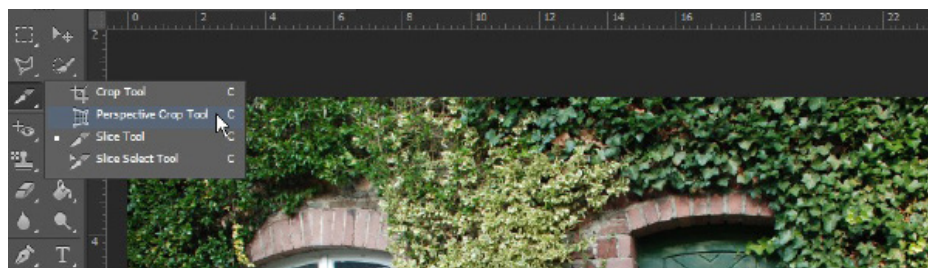 0 2 4 6 8 10 12 14 16 18 20 22
2
Crop Tool C
Perspective Crop Tool C
Slice Tool C
Slice Select Tool C
4
T